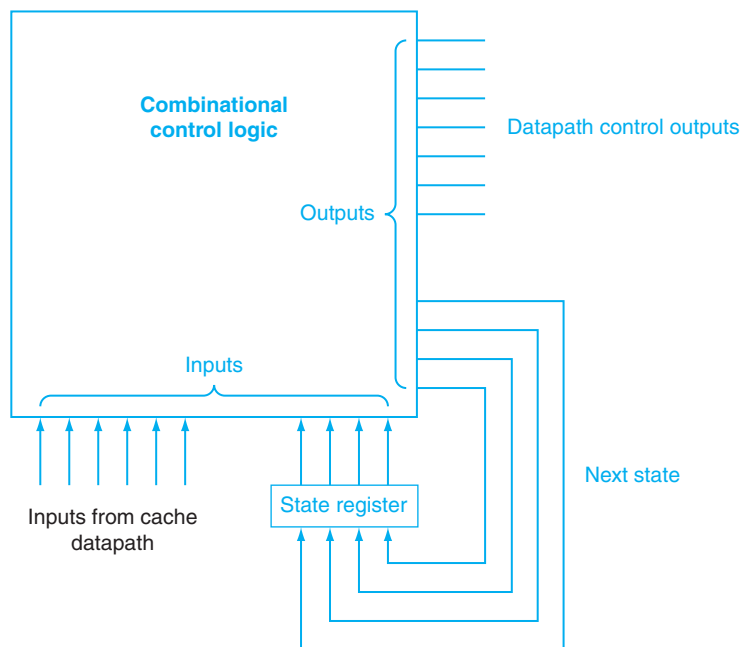 Combinational
control logic
Datapath control outputs
Outputs
Inputs
Next state
State register
Inputs from cache
datapath